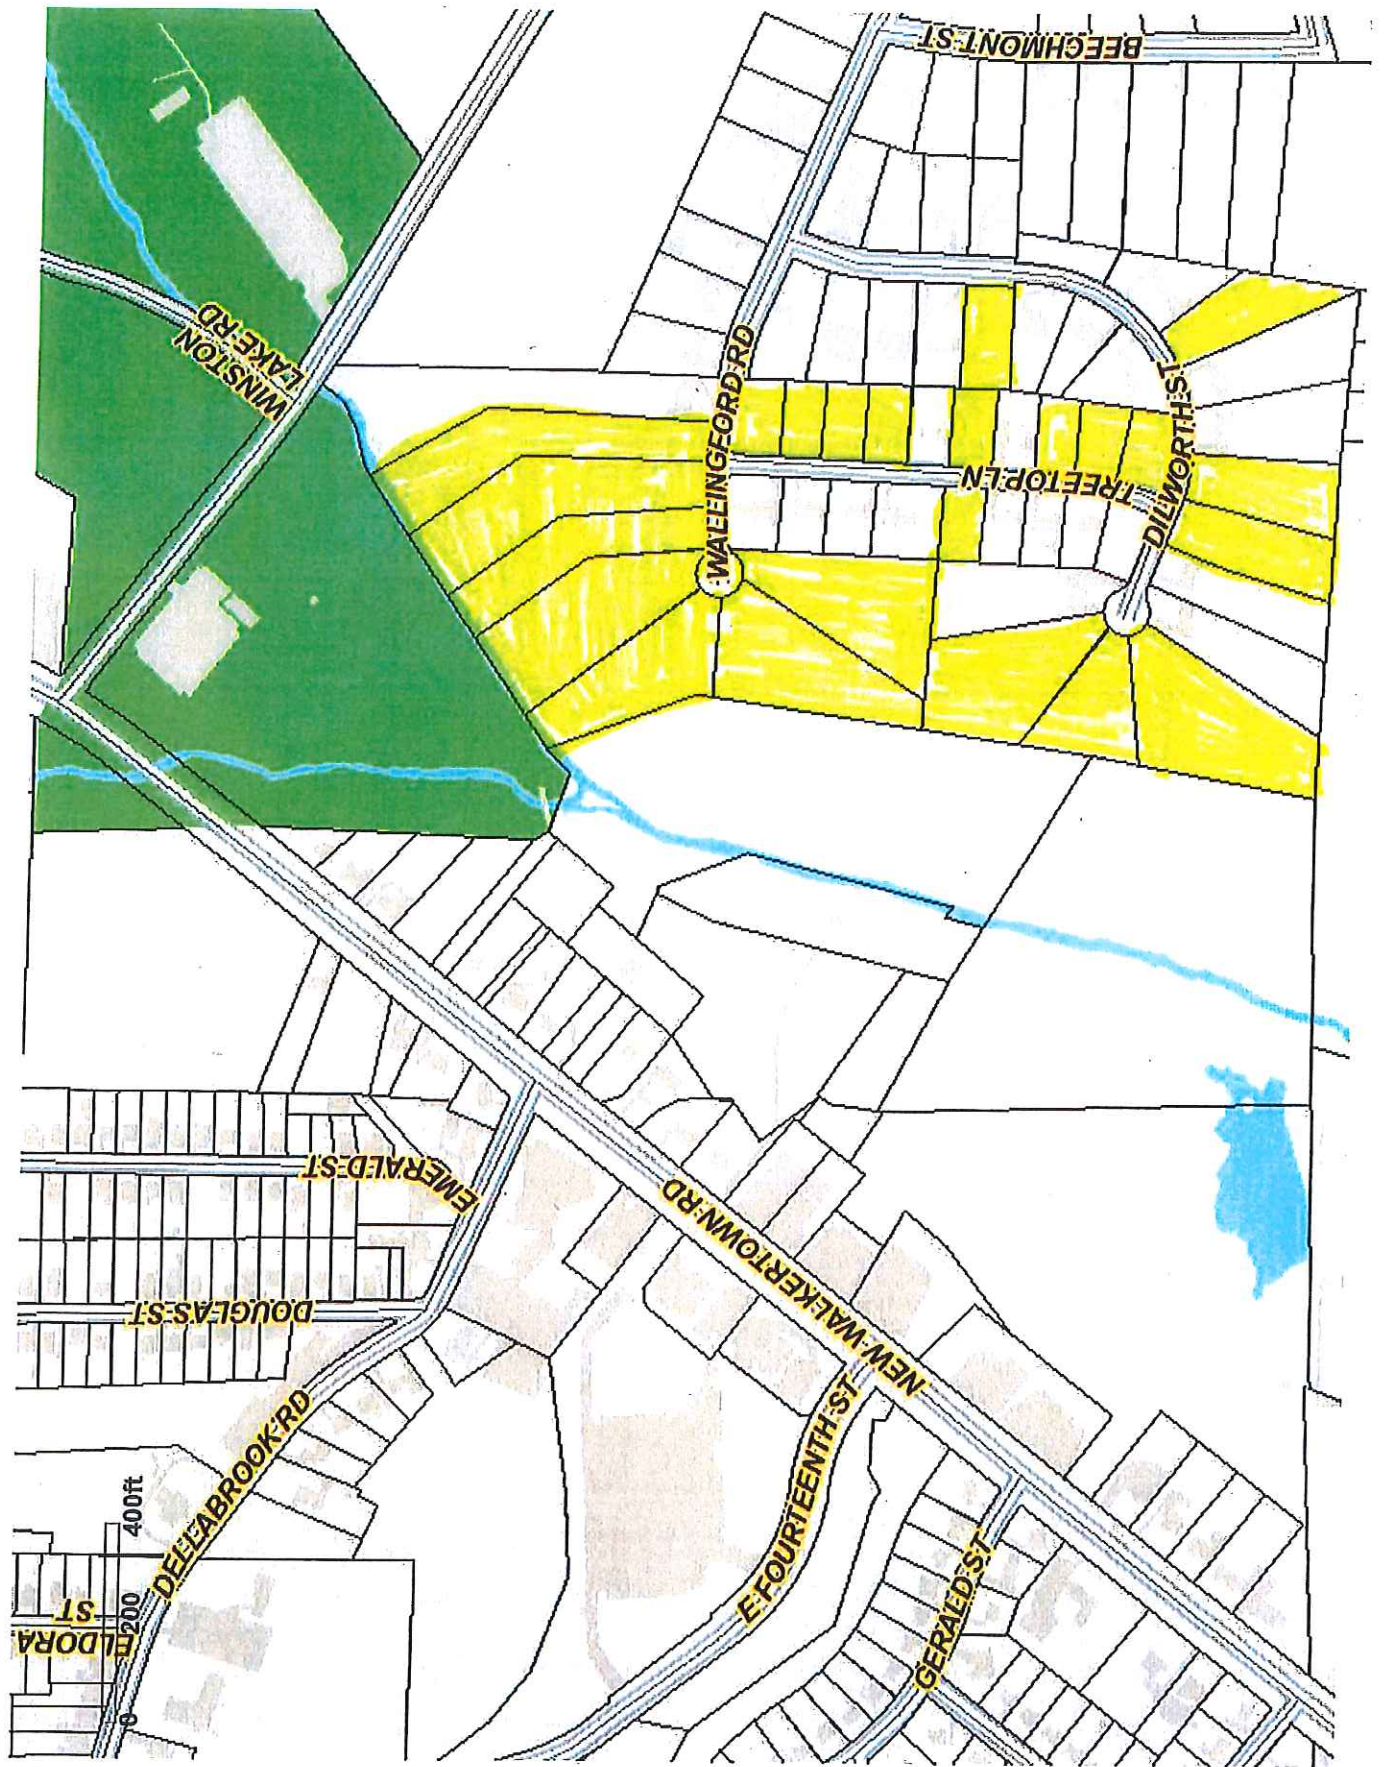 BEECHMONT ST
WINSTON
LAKE RD
WALLINGFORD RD
TREETOP LN
DILWORTH ST
EMERALD ST
DOUGLAS ST
NEW WALKERTOWN RD
DELLABROOK RD
E FOURTEENTH ST
GERALD ST
ELDORA
ST
0 200 400ft